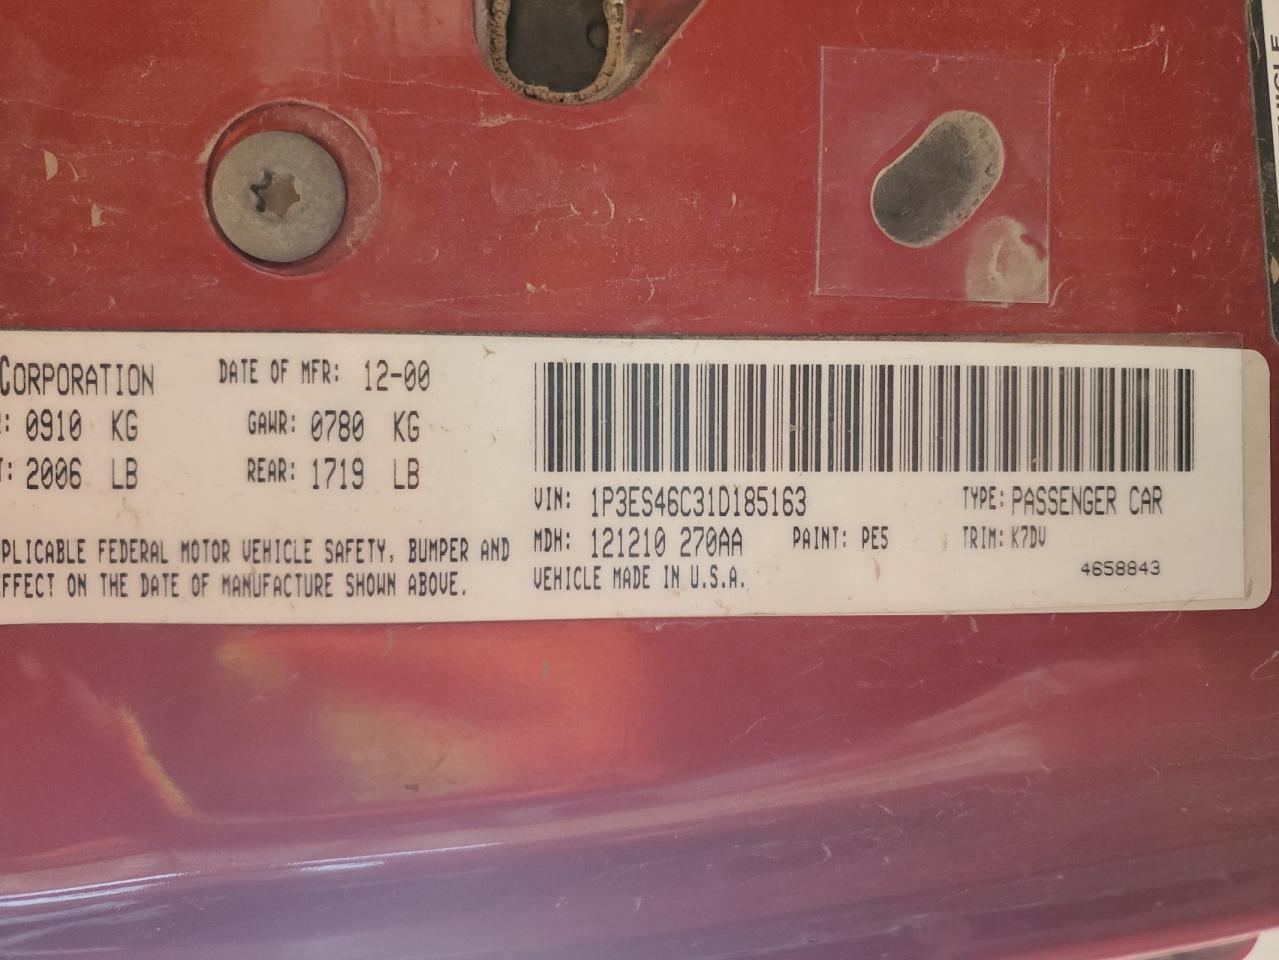 CORPORATION DATE OF MFR: 12-00
: 0910 KG GAWR: 0780 KG
T: 2006 LB REAR: 1719 LB
PLICABLE FEDERAL MOTOR VEHICLE SAFETY, BUMPER AND
FFECT ON THE DATE OF MANUFACTURE SHOWN ABOVE.
VIN: 1P3ES46C31D185163 TYPE: PASSENGER CAR
MDH: 121210 270AA PAINT: PE5 TRIM: K7DV
VEHICLE MADE IN U.S.A. 4658843